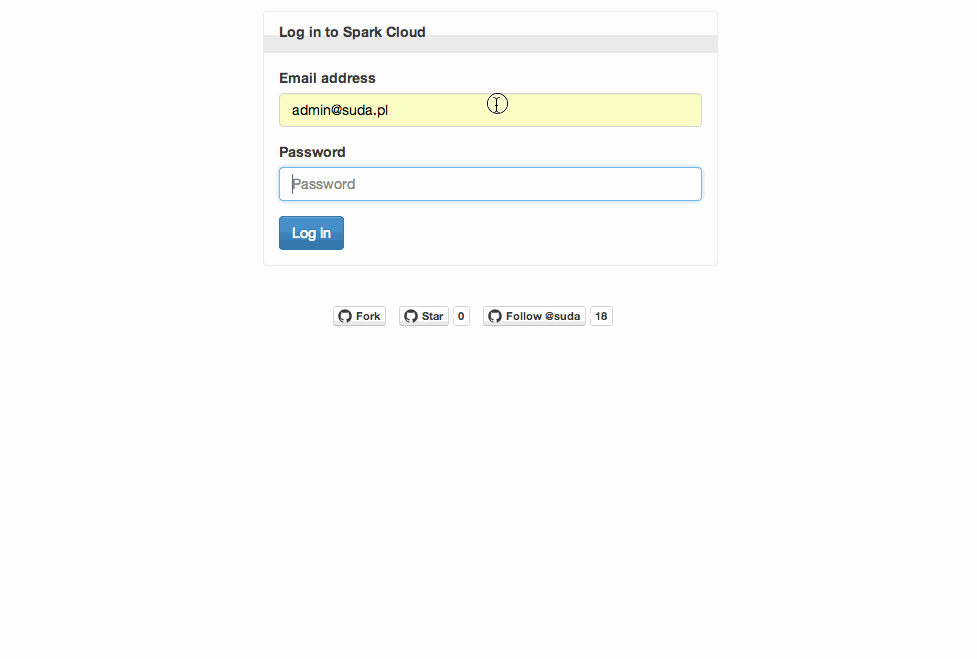 Log in to Spark Cloud
Email address
admin@suda.pl
Password
Password
Log in
Fork Star 0 Follow @suda 18